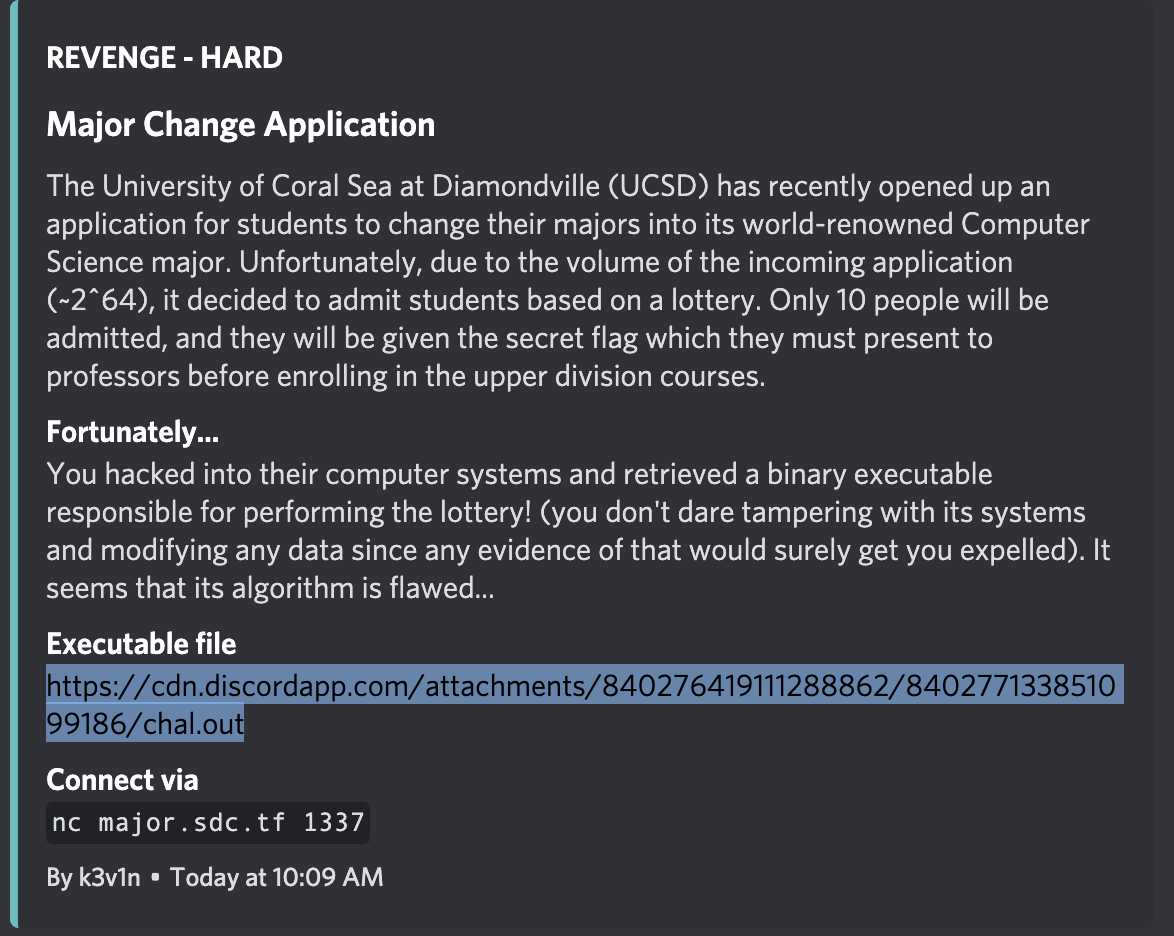 REVENGE - HARD
Major Change Application
The University of Coral Sea at Diamondville (UCSD) has recently opened up an
application for students to change their majors into its world-renowned Computer
Science major. Unfortunately, due to the volume of the incoming application
(~2^64), it decided to admit students based on a lottery. Only 10 people will be
admitted, and they will be given the secret flag which they must present to
professors before enrolling in the upper division courses.
Fortunately...
You hacked into their computer systems and retrieved a binary executable
responsible for performing the lottery! (you don't dare tampering with its systems
and modifying any data since any evidence of that would surely get you expelled). It
seems that its algorithm is flawed...
Executable file
https://cdn.discordapp.com/attachments/840276419111288862/8402771338510
99186/chal.out
Connect via
nc major.sdc.tf 1337
By k3v1n • Today at 10:09 AM